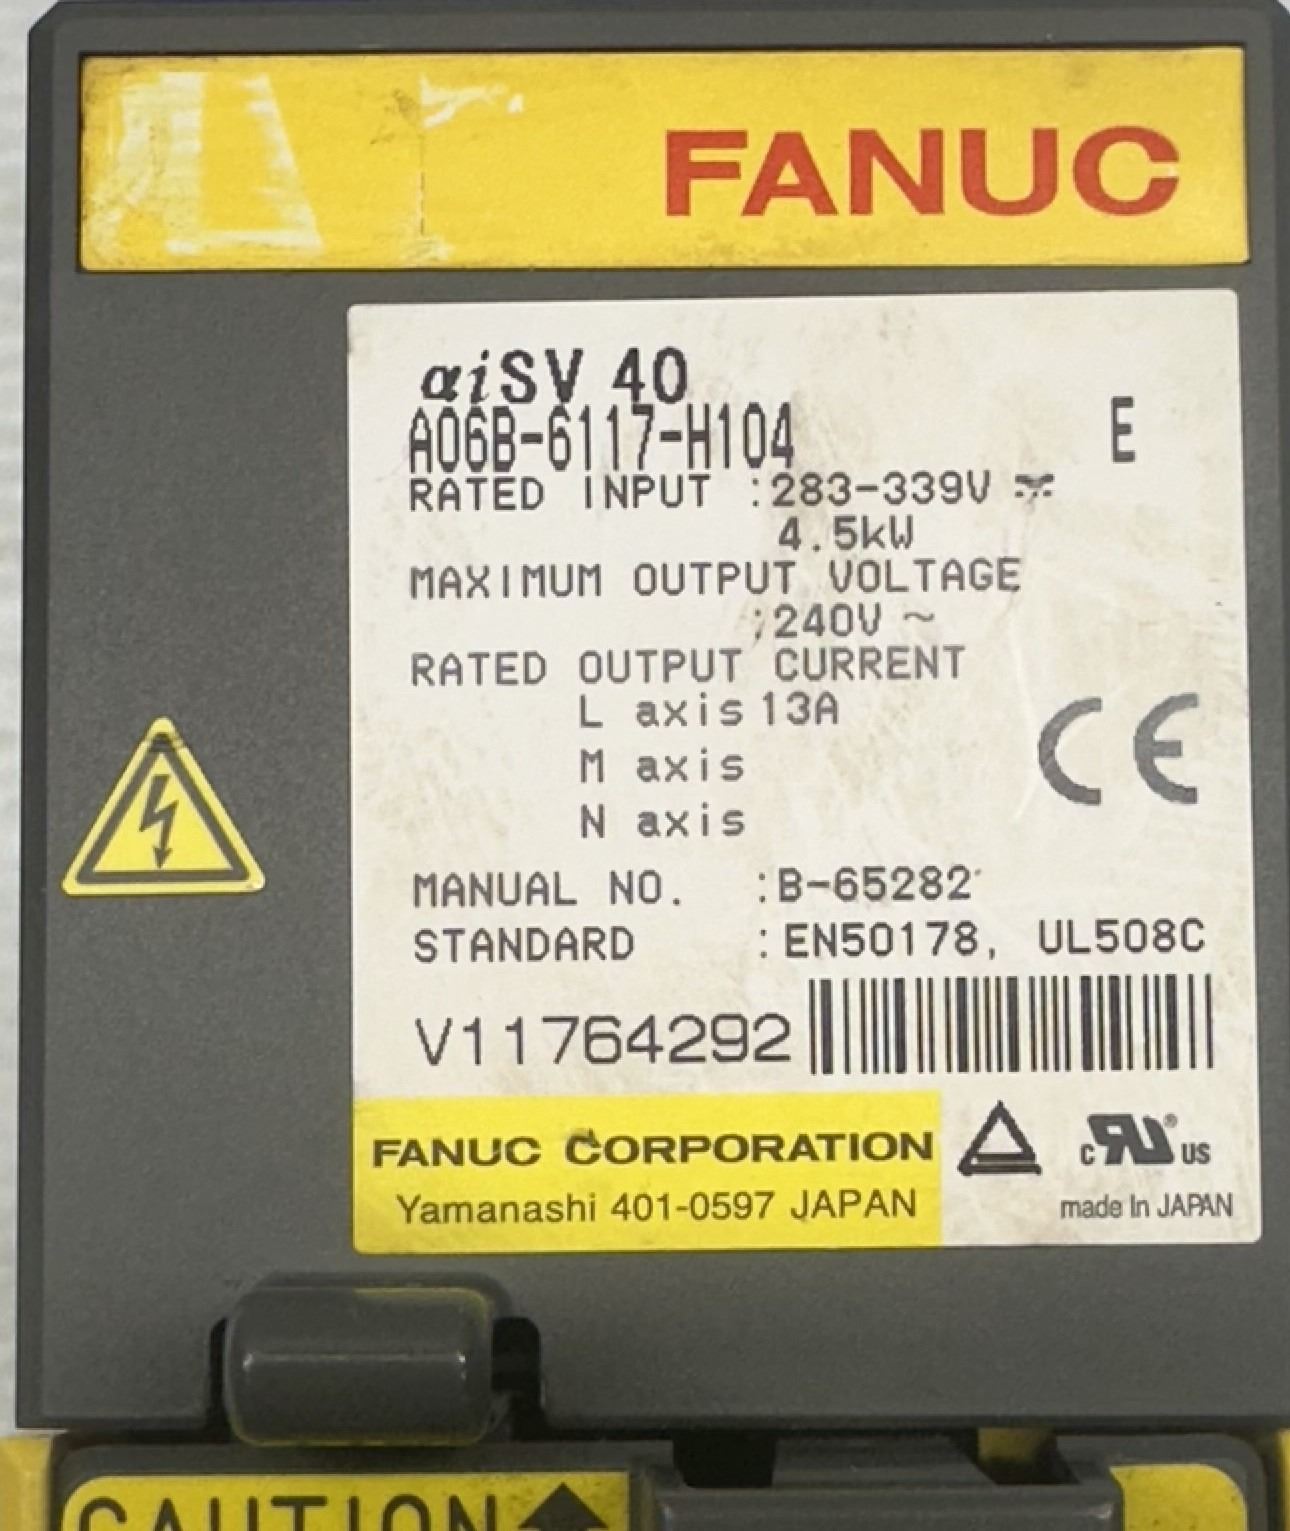 FANUC
αiSV 40
A06B-6117-H104 E
RATED INPUT :283-339V
4.5kW
MAXIMUM OUTPUT VOLTAGE
:240V ~
RATED OUTPUT CURRENT
L axis 13A
M axis
N axis
CE
MANUAL NO. :B-65282
STANDARD :EN50178, UL508C
V11764292
FANUC CORPORATION
Yamanashi 401-0597 JAPAN
c RU ® US
made In JAPAN
CAUTION